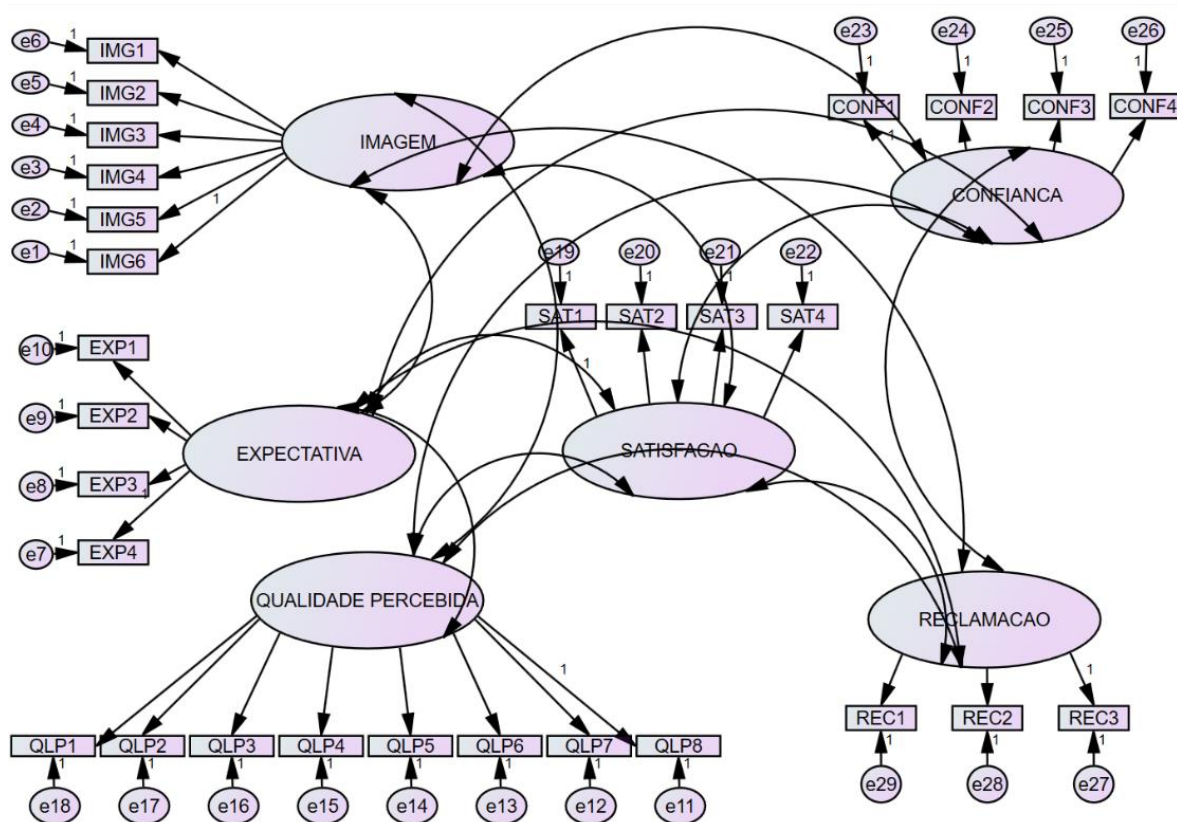 e6 1 IMG1
e5 1 IMG2
e4 1 IMG3
e3 1 IMG4
e2 1 IMG5
1
e1 1 IMG6
IMAGEM
e23 e24 e25 e26
1 1 1 1
CONF1 CONF2 CONF3 CONF4
1
CONFIANCA
e19 e20 e21 e22
1 1 1 1
SAT1 SAT2 SAT3 SAT4
1
SATISFACAO
e10 1 EXP1
e9 1 EXP2
e8 1 EXP3
1
e7 1 EXP4
EXPECTATIVA
QUALIDADE PERCEBIDA
1
QLP1 QLP2 QLP3 QLP4 QLP5 QLP6 QLP7 QLP8
1 1 1 1 1 1 1 1
e18 e17 e16 e15 e14 e13 e12 e11
RECLAMACAO
1
REC1 REC2 REC3
1 1 1
e29 e28 e27